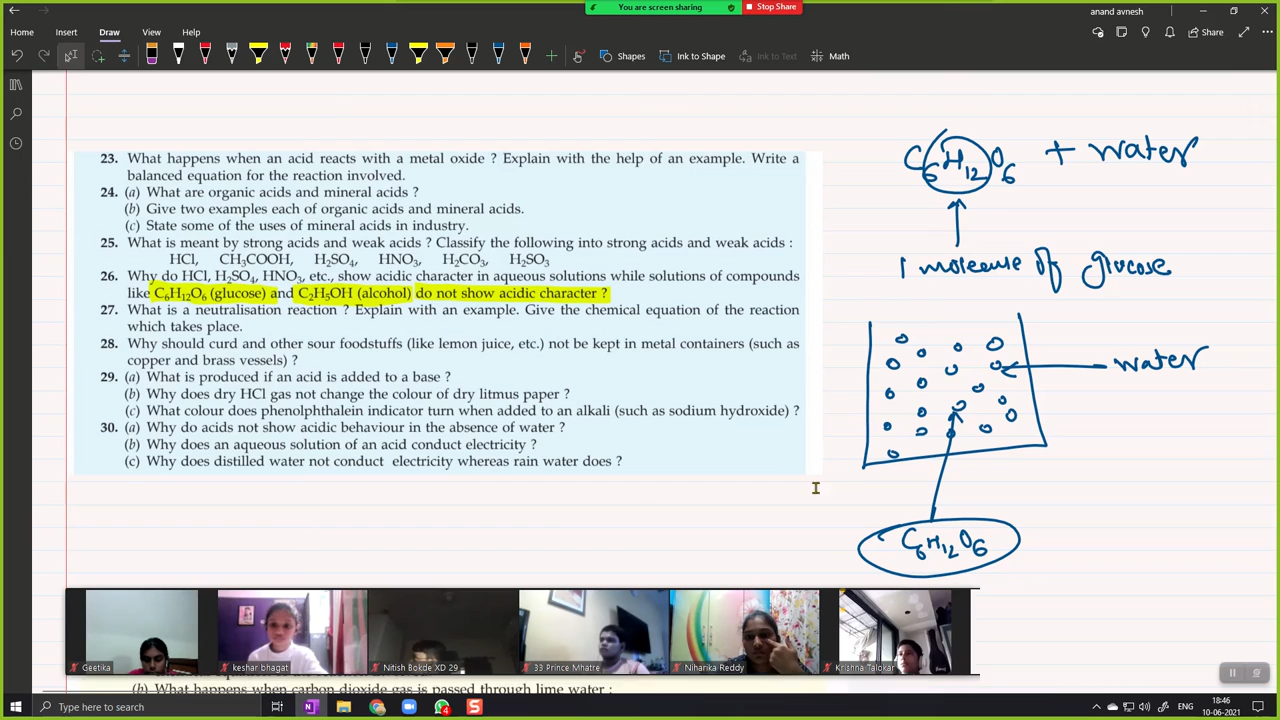 You are screen sharing
Stop Share
anand avnesh
Home Insert Draw View Help
Share
Shapes Ink to Shape Ink to Text Math
23. What happens when an acid reacts with a metal oxide ? Explain with the help of an example. Write a
balanced equation for the reaction involved.
24. (a) What are organic acids and mineral acids ?
(b) Give two examples each of organic acids and mineral acids.
(c) State some of the uses of mineral acids in industry.
25. What is meant by strong acids and weak acids ? Classify the following into strong acids and weak acids :
HCl, CH₃COOH, H₂SO₄, HNO₃, H₂CO₃, H₂SO₃
26. Why do HCl, H₂SO₄, HNO₃, etc., show acidic character in aqueous solutions while solutions of compounds
like C₆H₁₂O₆ (glucose) and C₂H₅OH (alcohol) do not show acidic character ?
27. What is a neutralisation reaction ? Explain with an example. Give the chemical equation of the reaction
which takes place.
28. Why should curd and other sour foodstuffs (like lemon juice, etc.) not be kept in metal containers (such as
copper and brass vessels) ?
29. (a) What is produced if an acid is added to a base ?
(b) Why does dry HCl gas not change the colour of dry litmus paper ?
(c) What colour does phenolphthalein indicator turn when added to an alkali (such as sodium hydroxide) ?
30. (a) Why do acids not show acidic behaviour in the absence of water ?
(b) Why does an aqueous solution of an acid conduct electricity ?
(c) Why does distilled water not conduct electricity whereas rain water does ?
C₆H₁₂O₆ + water
1 molecule of glucose
water
C₆H₁₂O₆
Geetika
keshar bhagat
Nitish Bokde XD 29
33 Prince Mhatre
Niharika Reddy
Krishna Talokar
(b) What happens when carbon dioxide gas is passed through lime water :
Type here to search
4
ENG
18:46
10-06-2021